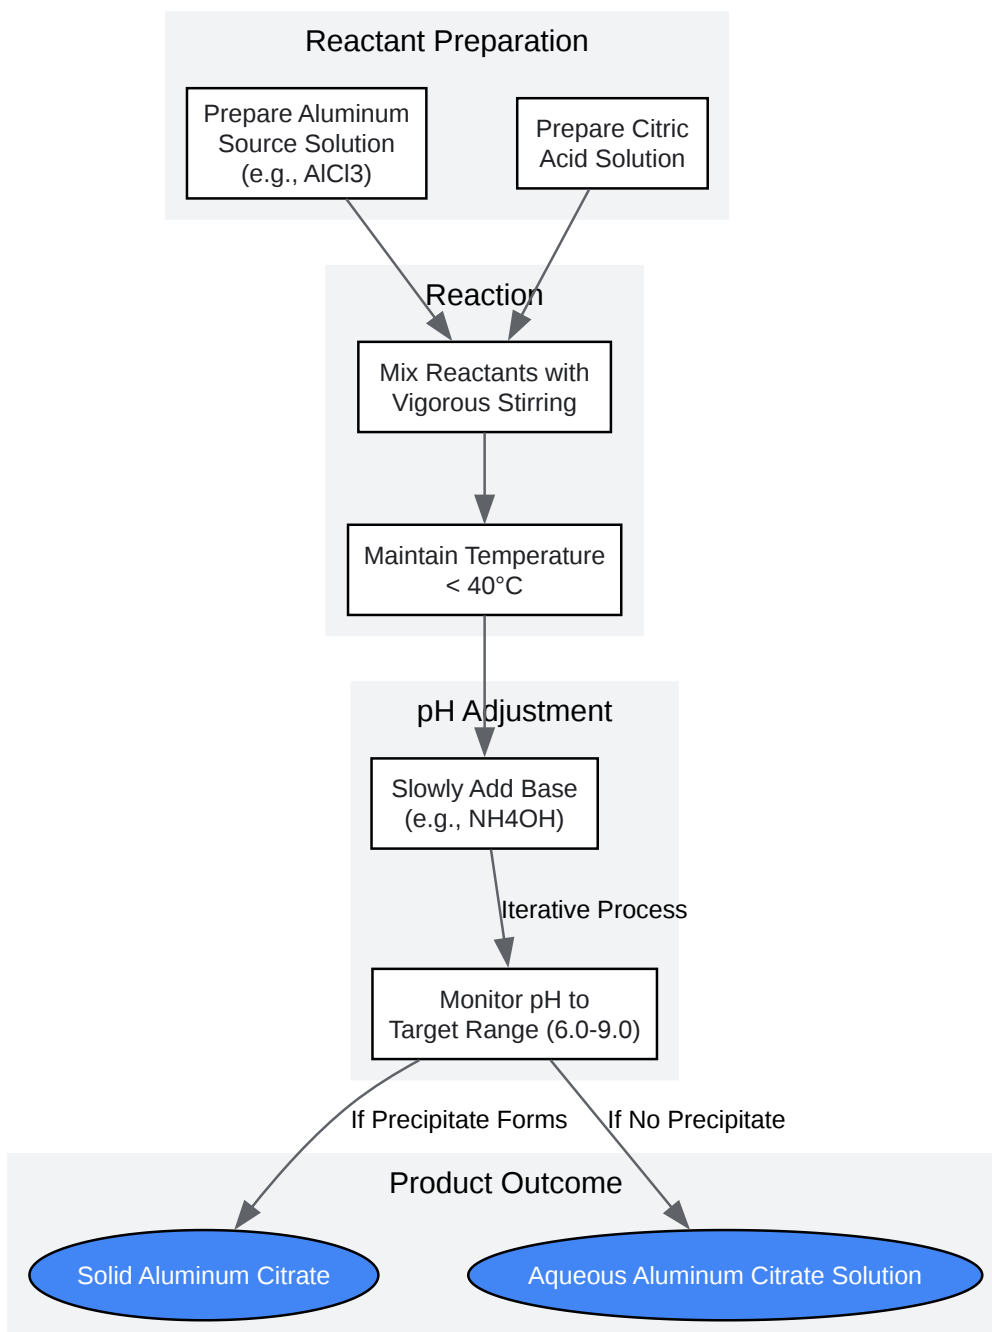 Reactant Preparation
Prepare Aluminum
Source Solution
(e.g., AlCl3)
Prepare Citric
Acid Solution
Reaction
Mix Reactants with
Vigorous Stirring
Maintain Temperature
< 40°C
pH Adjustment
Slowly Add Base
(e.g., NH4OH)
Iterative Process
Monitor pH to
Target Range (6.0-9.0)
If Precipitate Forms
If No Precipitate
Product Outcome
Solid Aluminum Citrate
Aqueous Aluminum Citrate Solution